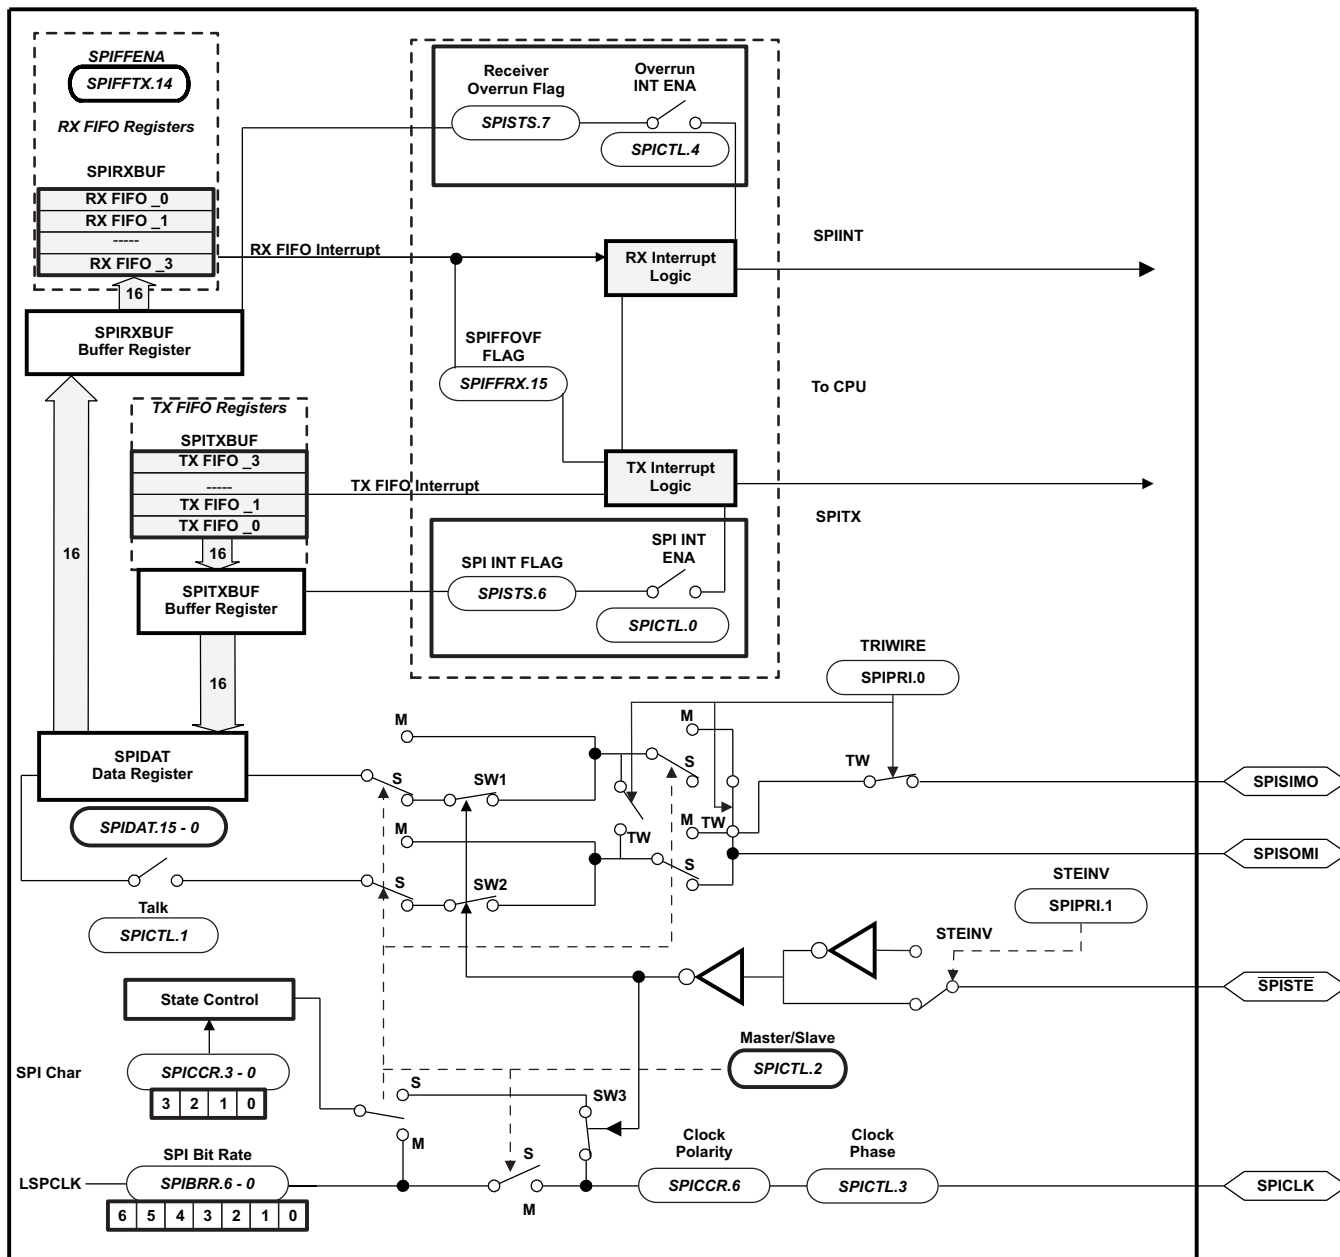 SPIFFENA
SPIFFTX.14
RX FIFO Registers
SPIRXBUF
RX FIFO _0
RX FIFO _1
-----
RX FIFO _3
16
SPIRXBUF
Buffer Register
Receiver
Overrun Flag
SPISTS.7
Overrun
INT ENA
SPICTL.4
RX FIFO Interrupt
RX Interrupt
Logic
SPIINT
SPIFFOVF
FLAG
SPIFFRX.15
To CPU
TX FIFO Registers
SPITXBUF
TX FIFO _3
-----
TX FIFO _1
TX FIFO _0
TX FIFO Interrupt
TX Interrupt
Logic
SPITX
16
16
SPITXBUF
Buffer Register
SPI INT FLAG
SPISTS.6
SPI INT
ENA
SPICTL.0
16
TRIWIRE
SPIPRI.0
SPIDAT
Data Register
SPIDAT.15 - 0
M
S
SW1
M
S
TW
SPISIMO
M
TW
TW
M
S
SW2
S
SPISOMI
Talk
SPICTL.1
STEINV
SPIPRI.1
STEINV
SPISTE
State Control
Master/Slave
SPICTL.2
SPI Char
SPICCR.3 - 0
3 2 1 0
S
M
SW3
LSPCLK
SPI Bit Rate
SPIBRR.6 - 0
6 5 4 3 2 1 0
S
M
Clock
Polarity
SPICCR.6
Clock
Phase
SPICTL.3
SPICLK